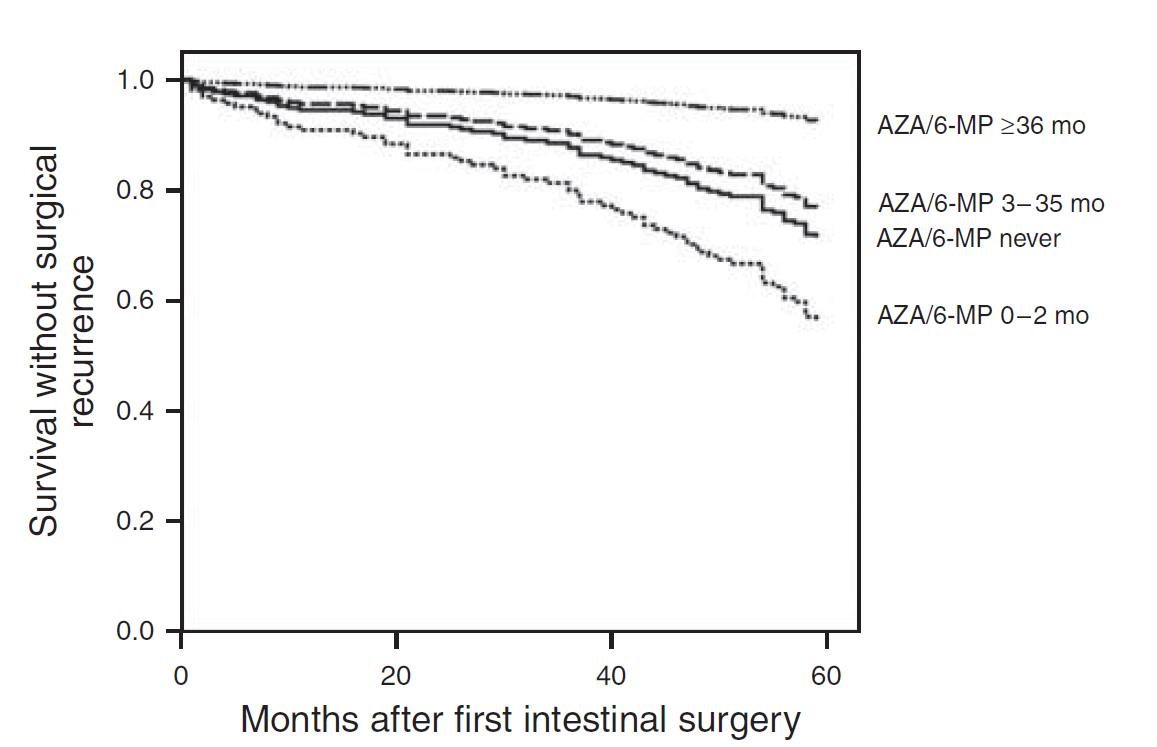 Survival without surgical
recurrence
1.0
0.8
0.6
0.4
0.2
0.0
0
20
40
60
Months after first intestinal surgery
AZA/6-MP ≥36 mo
AZA/6-MP 3–35 mo
AZA/6-MP never
AZA/6-MP 0–2 mo